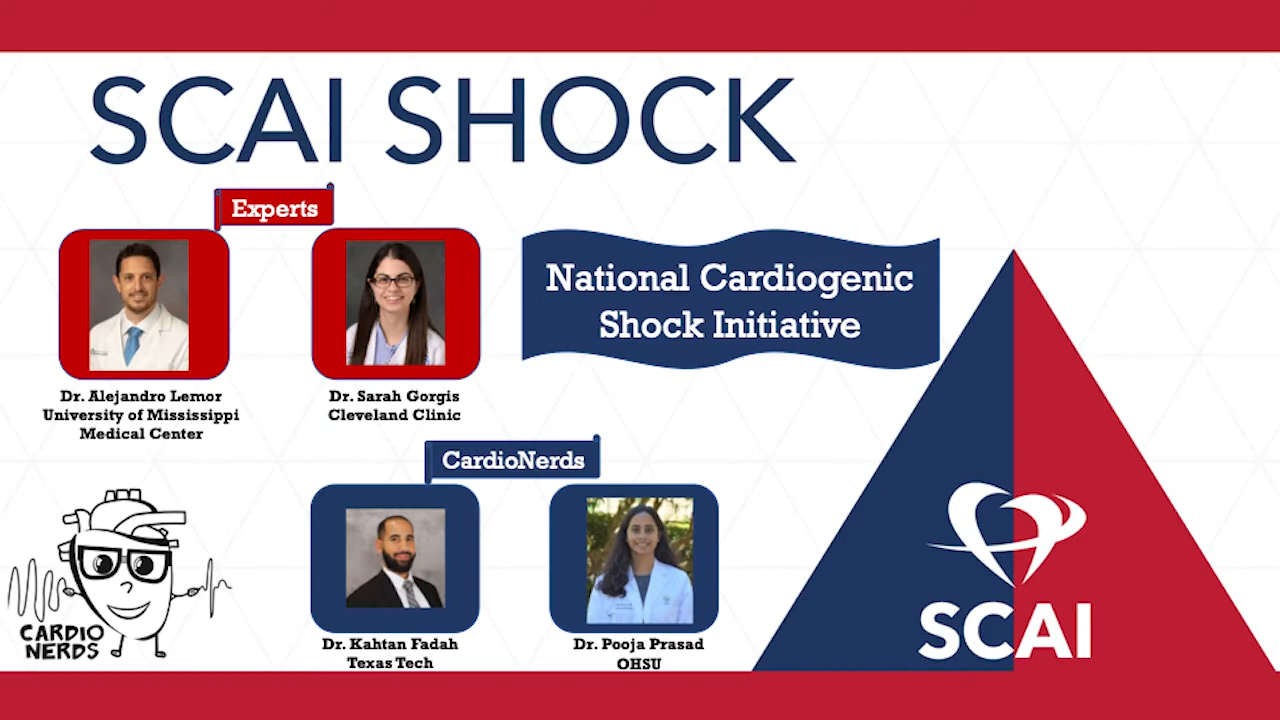 SCAI SHOCK
Experts
Dr. Alejandro Lemor
University of Mississippi
Medical Center
Dr. Sarah Gorgis
Cleveland Clinic
National Cardiogenic
Shock Initiative
CardioNerds
Dr. Kahtan Fadah
Texas Tech
Dr. Pooja Prasad
OHSU
CARDIO
NERDS
SCAI